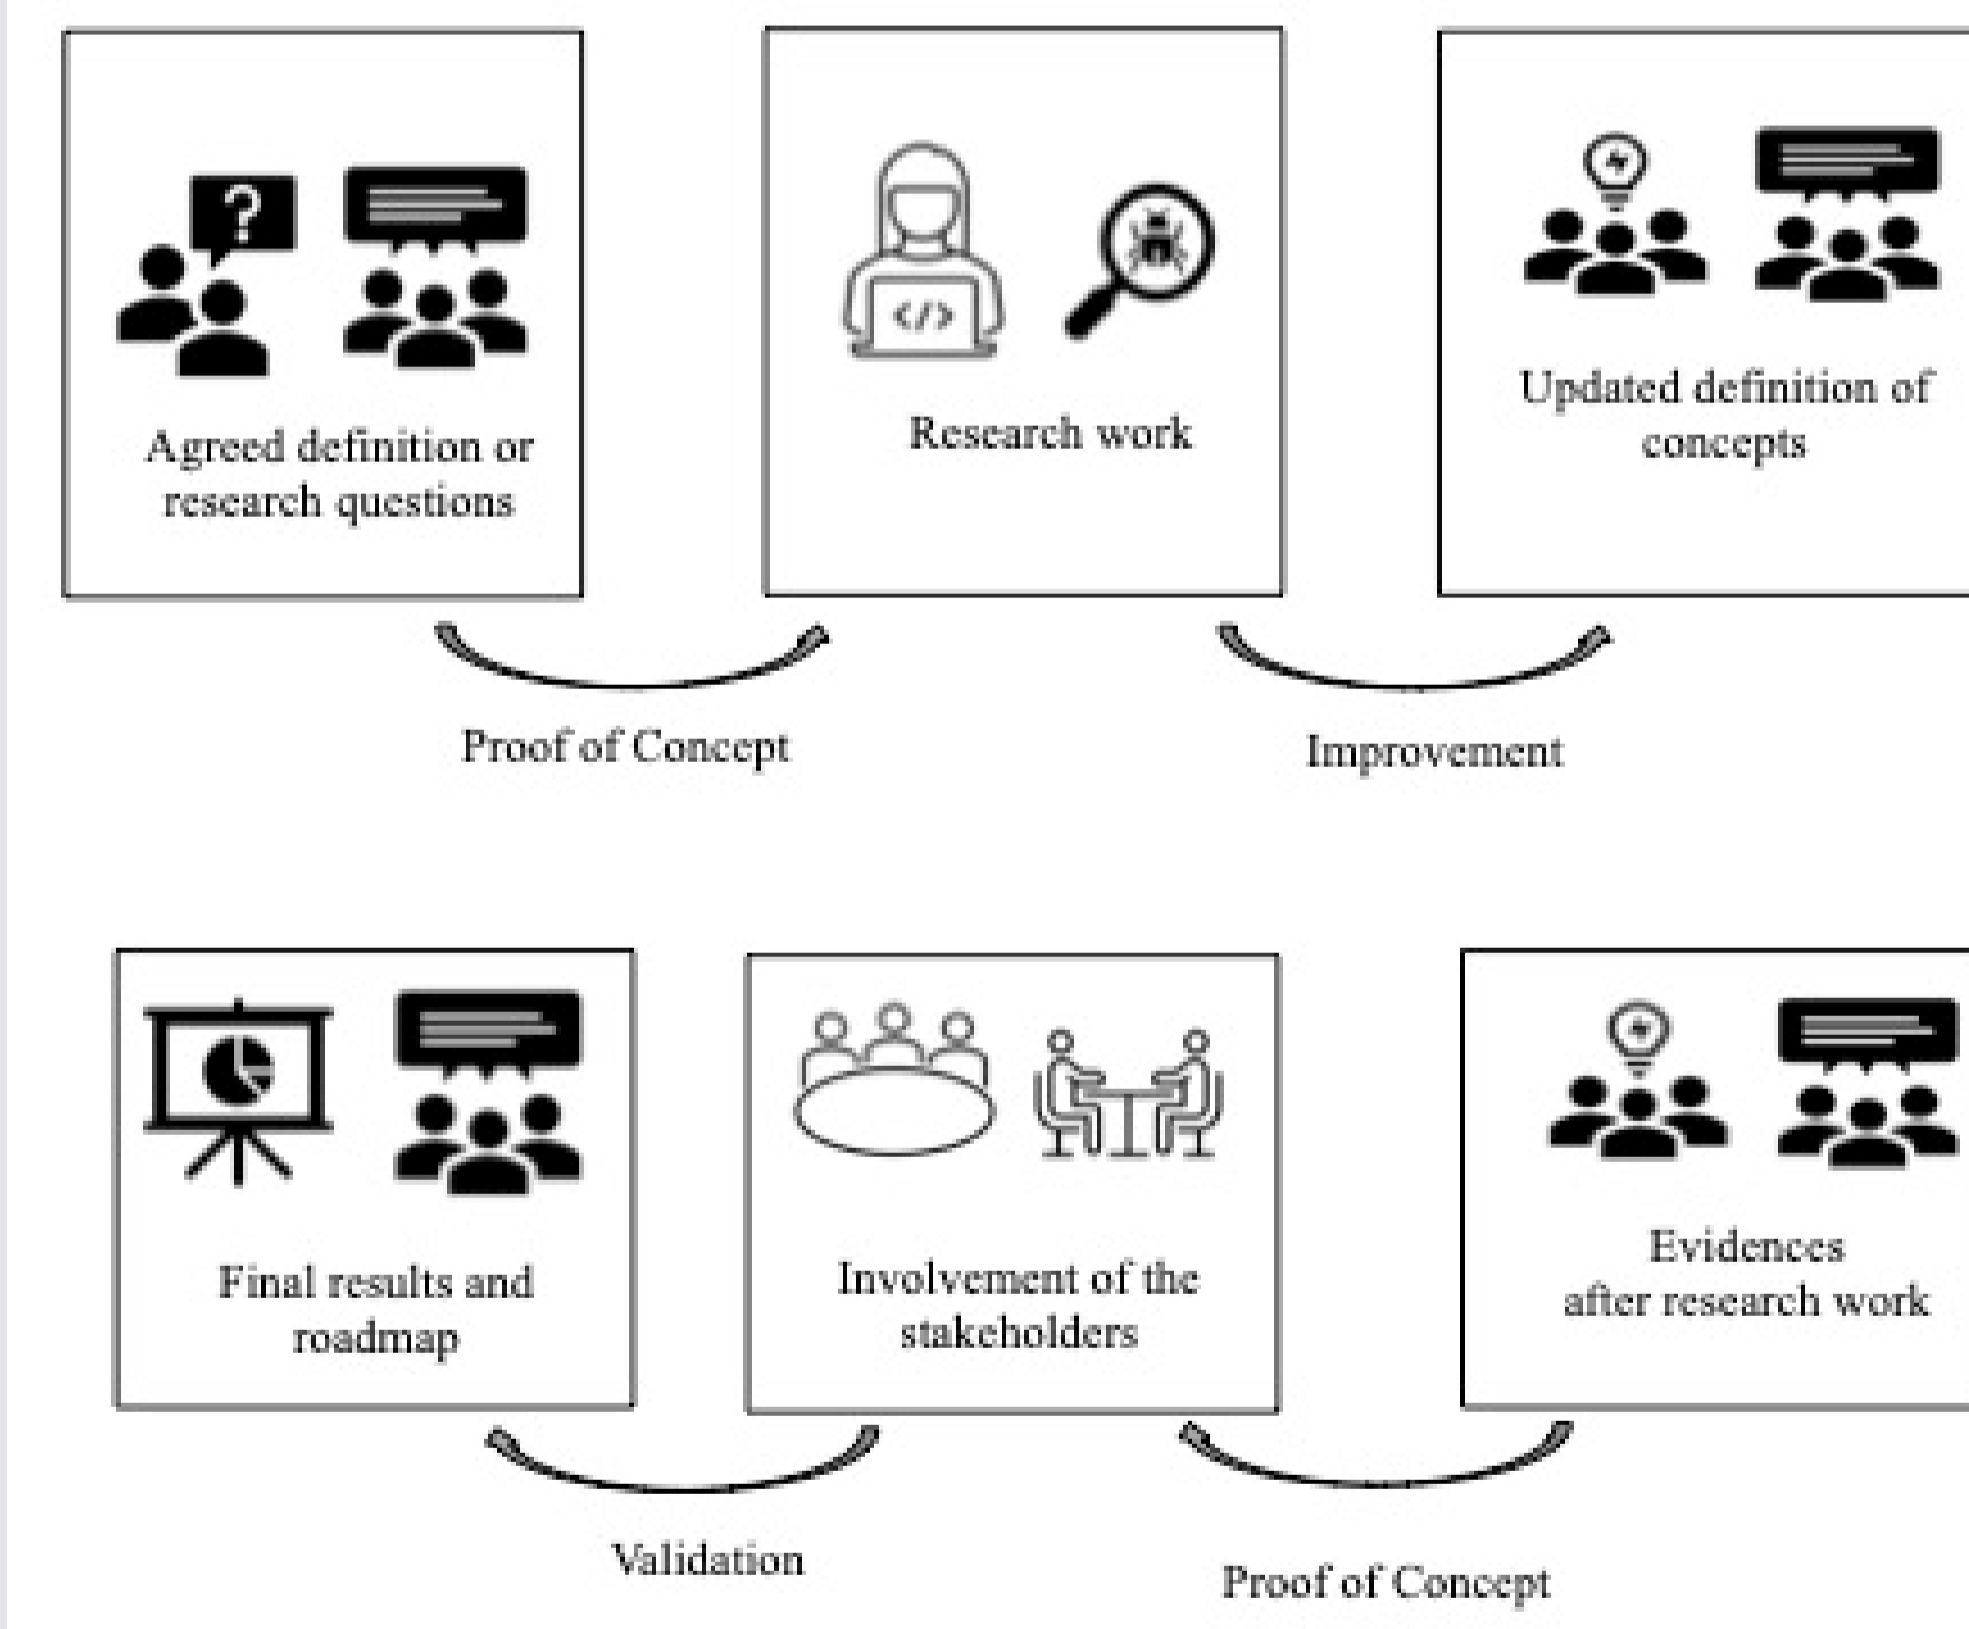 ?
</>
Agreed definition or
research questions
Research work
Updated definition of
concepts
Proof of Concept
Improvement
Final results and
roadmap
Involvement of the
stakeholders
Evidences
after research work
Validation
Proof of Concept